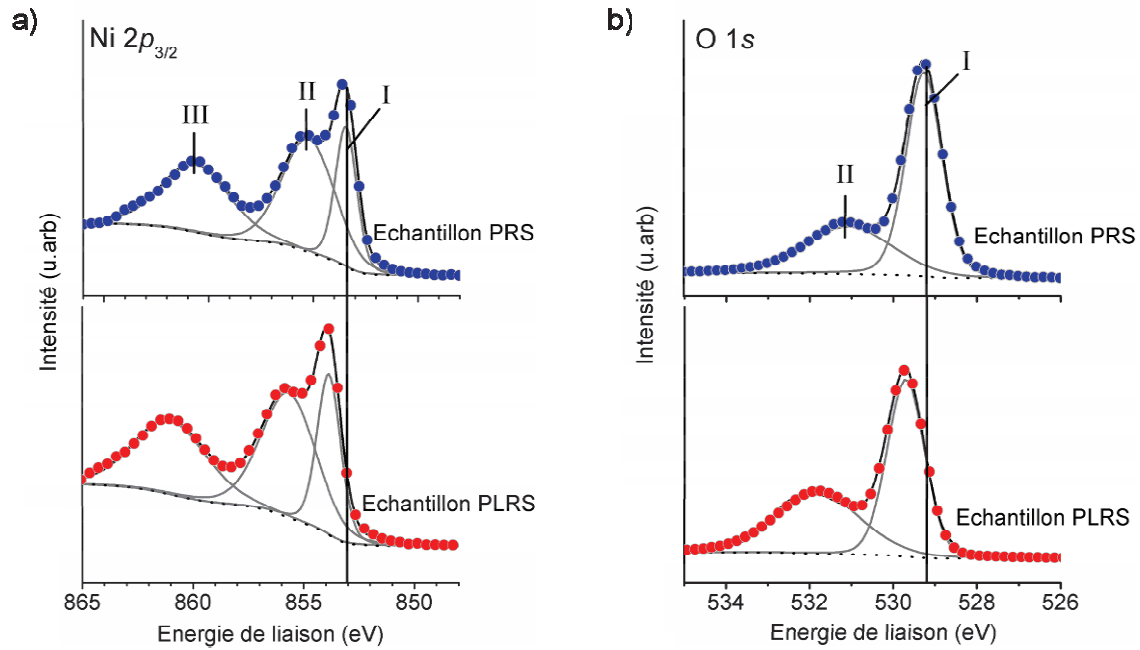 a)
Ni 2p3/2
III
II
I
Echantillon PRS
Echantillon PLRS
Intensité (u.arb)
865
860
855
850
Energie de liaison (eV)
b)
O 1s
I
II
Echantillon PRS
Echantillon PLRS
Intensité (u.arb)
534
532
530
528
526
Energie de liaison (eV)